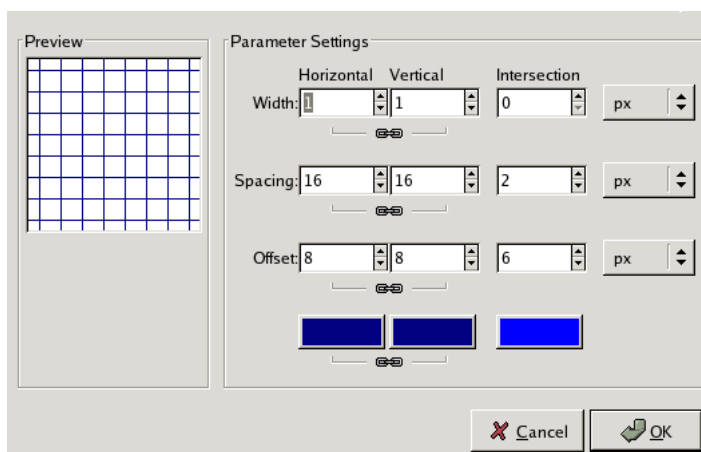 Preview
Parameter Settings
Horizontal Vertical Intersection
Width: 1 1 0 px
Spacing: 16 16 2 px
Offset: 8 8 6 px
Cancel OK